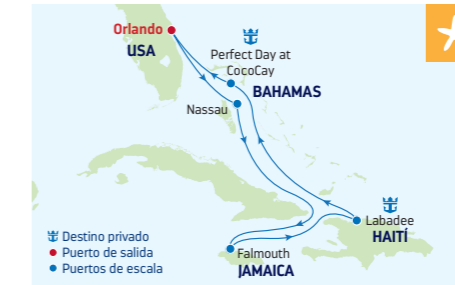 Orlando
USA
Perfect Day at
CocoCay
BAHAMAS
Nassau
Labadee
HAITÍ
Falmouth
JAMAICA
Destino privado
Puerto de salida
Puertos de escala